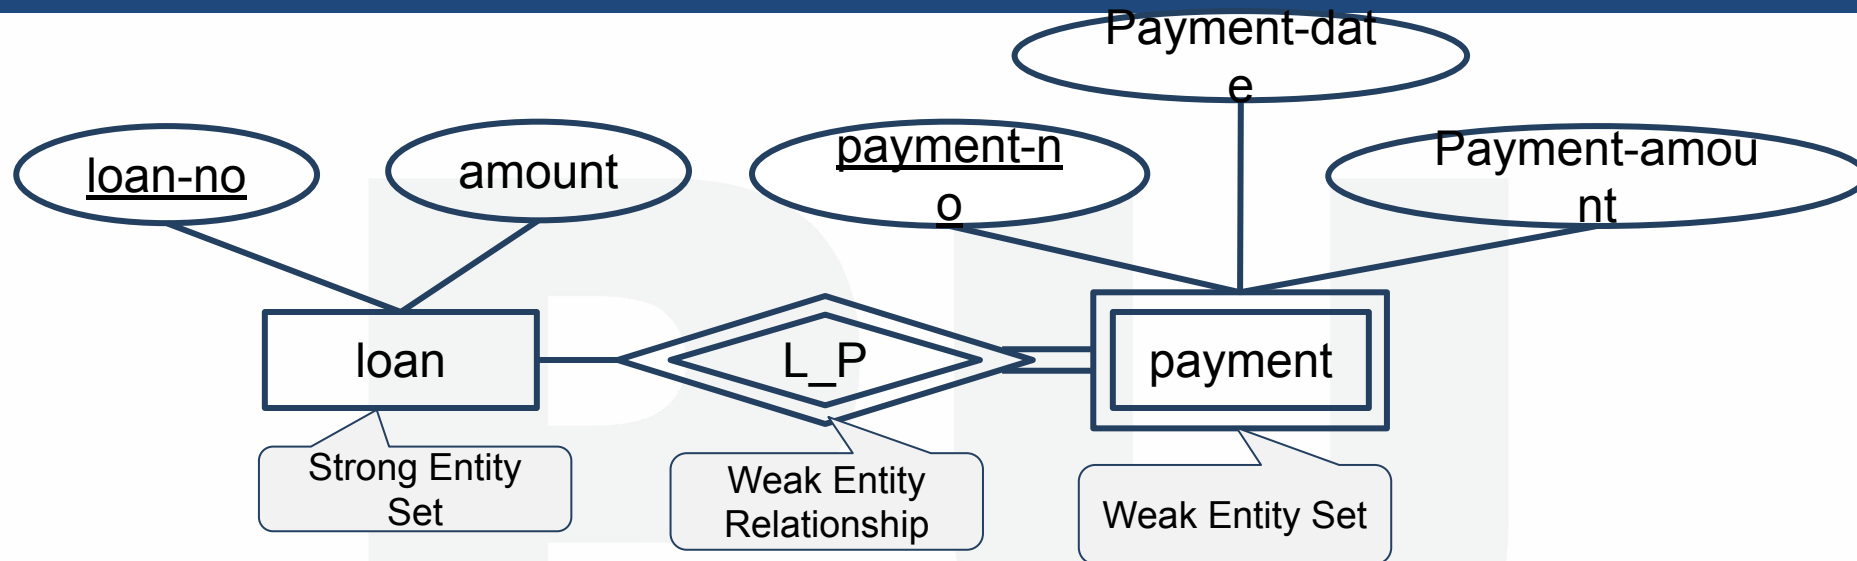 Payment-dat
e
loan-no
amount
payment-n
o
Payment-amou
nt
loan
L_P
payment
Strong Entity
Set
Weak Entity
Relationship
Weak Entity Set